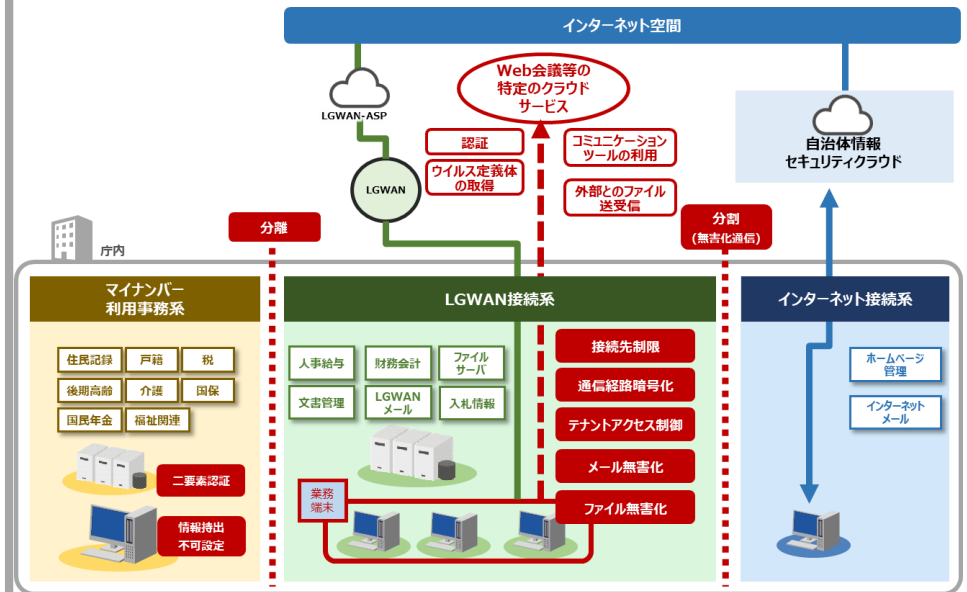 インターネット空間
Web会議等の
特定のクラウド
サービス
LGWAN-ASP
自治体情報
セキュリティクラウド
認証
コミュニケーション
ツールの利用
ウイルス定義体
の取得
LGWAN
外部とのファイル
送受信
分離
分割
(無害化通信)
庁内
マイナンバー
利用事務系
LGWAN接続系
インターネット接続系
住民記録
戸籍
税
後期高齢
介護
国保
国民年金
福祉関連
二要素認証
情報持出
不可設定
人事給与
財務会計
ファイル
サーバ
文書管理
LGWAN
メール
入札情報
業務
端末
接続先制限
通信経路暗号化
テナントアクセス制御
メール無害化
ファイル無害化
ホームページ
管理
インターネット
メール